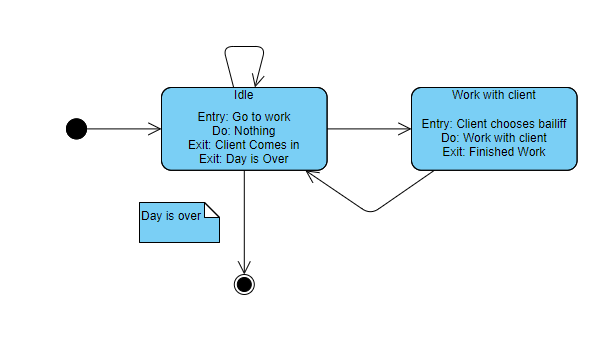 Idle
Entry: Go to work
Do: Nothing
Exit: Client Comes in
Exit: Day is Over
Work with client
Entry: Client chooses bailiff
Do: Work with client
Exit: Finished Work
Day is over